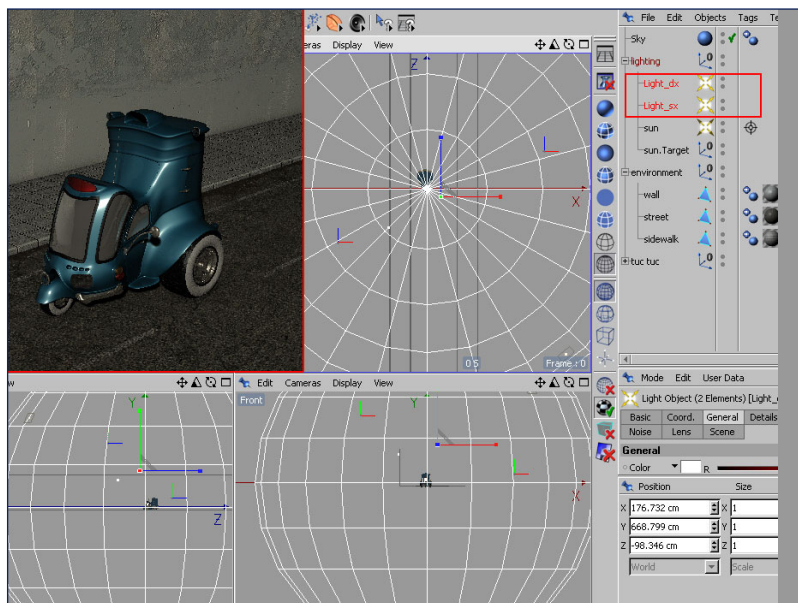 File Edit Objects Tags Te
eras Display View
Z
X
0 S Frame : 0
Sky
lighting
Light_dx
Light_sx
sun
sun.Target
environment
wall
street
sidewalk
tuc tuc
w
Y
Z
Edit Cameras Display View
Front
Y
X
Mode Edit User Data
Light Object (2 Elements) [Light_
Basic Coord. General Details
Noise Lens Scene
General
Color R
Position Size
X 176.732 cm X 1
Y 668.799 cm Y 1
Z -98.346 cm Z 1
World Scale